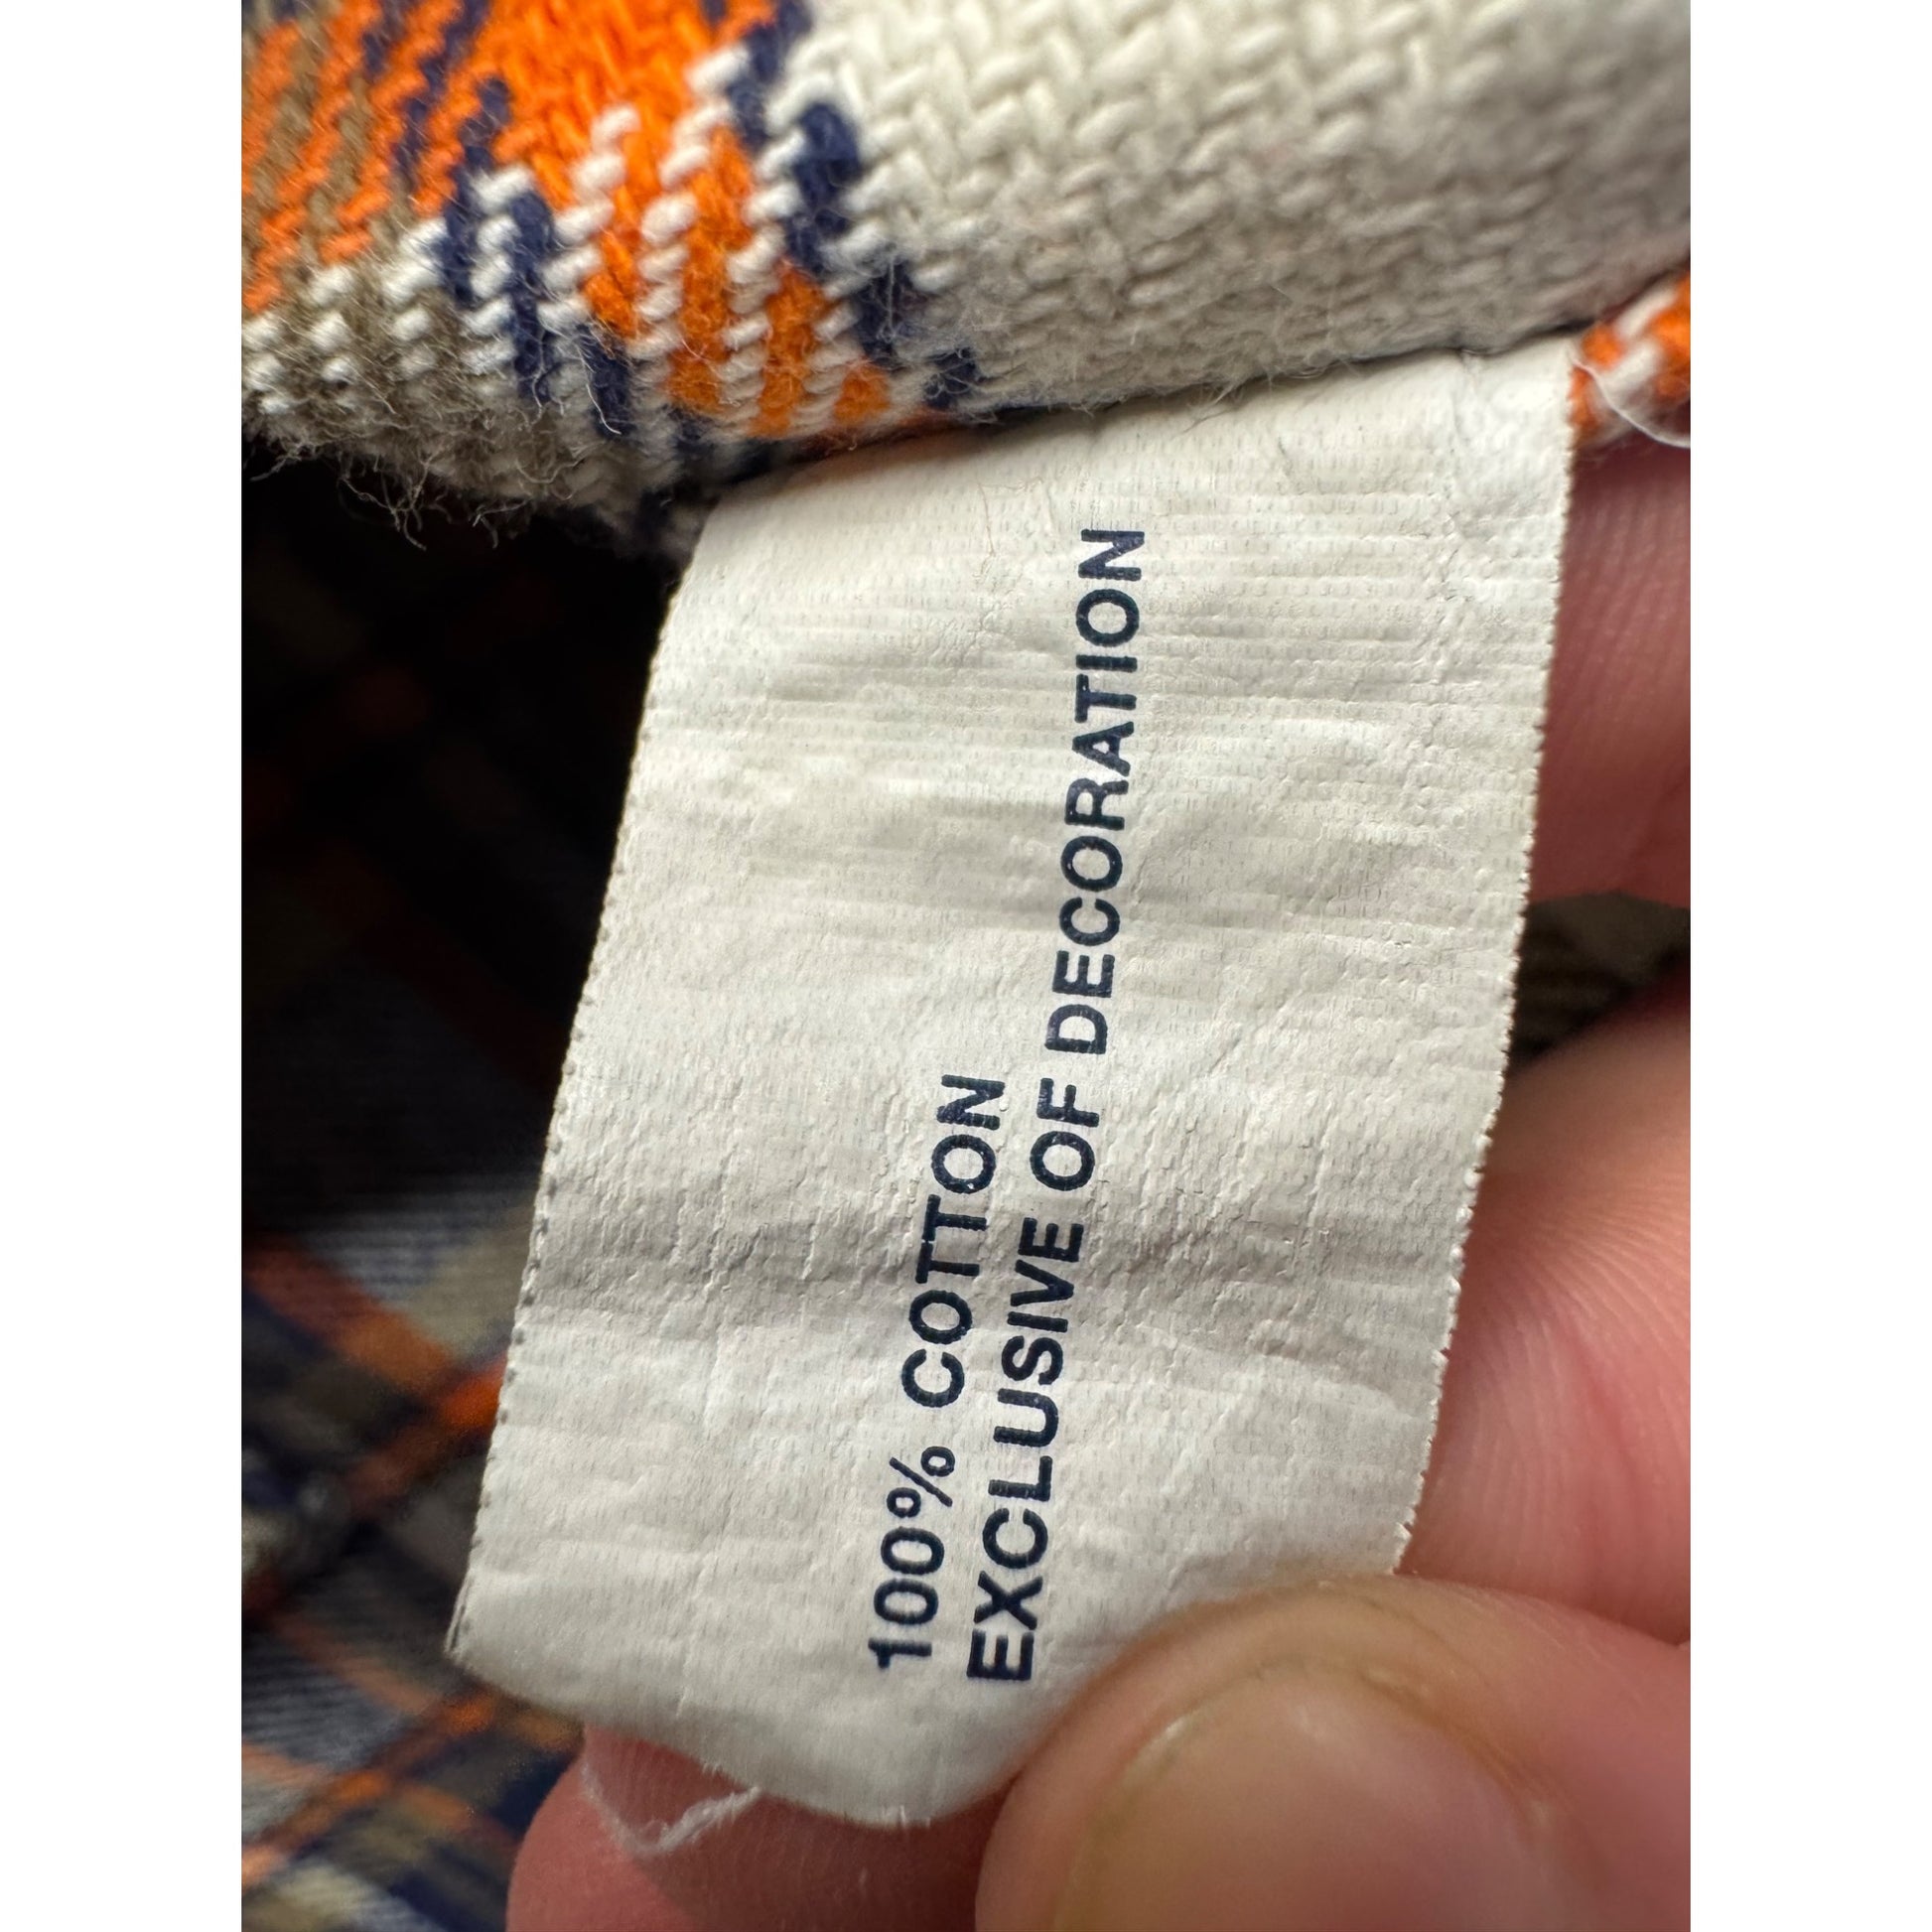 100% COTTON
EXCLUSIVE OF DECORATION